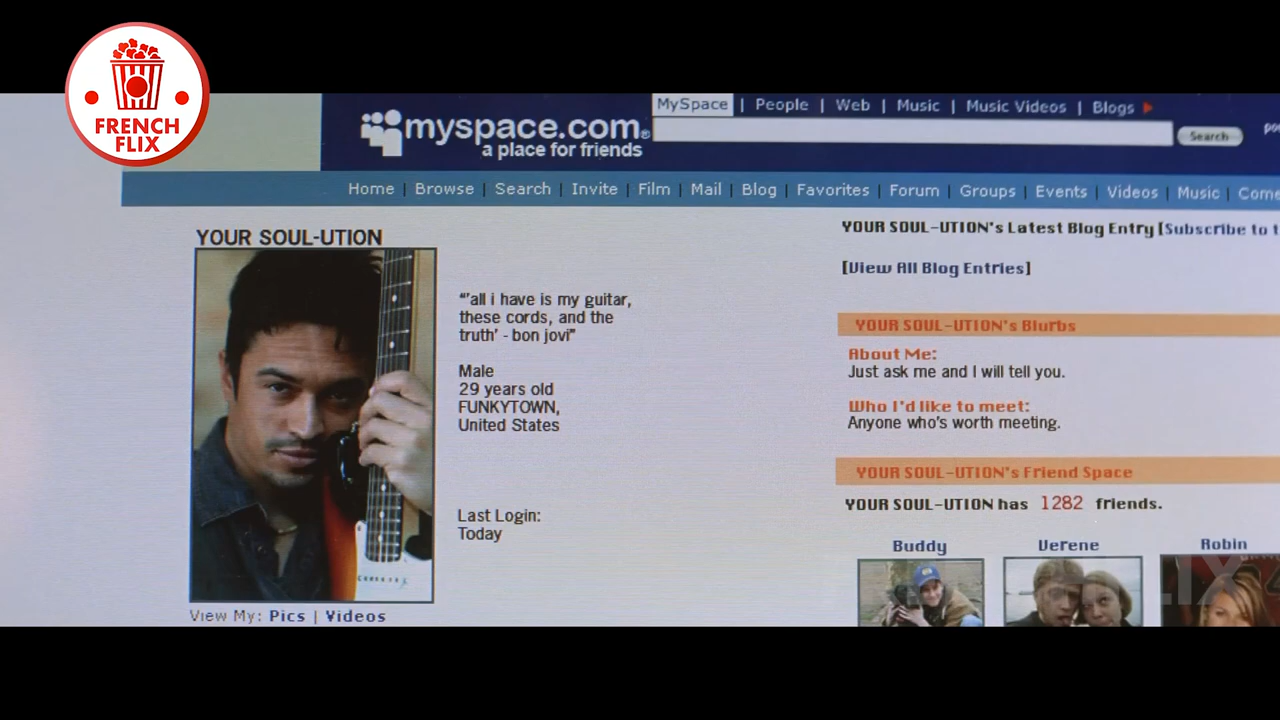 FRENCH
FLIX
myspace.com®
a place for friends
MySpace | People | Web | Music | Music Videos | Blogs
Search
Home | Browse | Search | Invite | Film | Mail | Blog | Favorites | Forum | Groups | Events | Videos | Music |
YOUR SOUL-UTION
"'all i have is my guitar,
these cords, and the
truth' - bon jovi"
Male
29 years old
FUNKYTOWN,
United States
Last Login:
Today
View My: Pics | Videos
YOUR SOUL-UTION's Latest Blog Entry [Subscribe to
[View All Blog Entries]
YOUR SOUL-UTION's Blurbs
About Me:
Just ask me and I will tell you.
Who I'd like to meet:
Anyone who's worth meeting.
YOUR SOUL-UTION's Friend Space
YOUR SOUL-UTION has 1282 friends.
Buddy
Verene
Robin